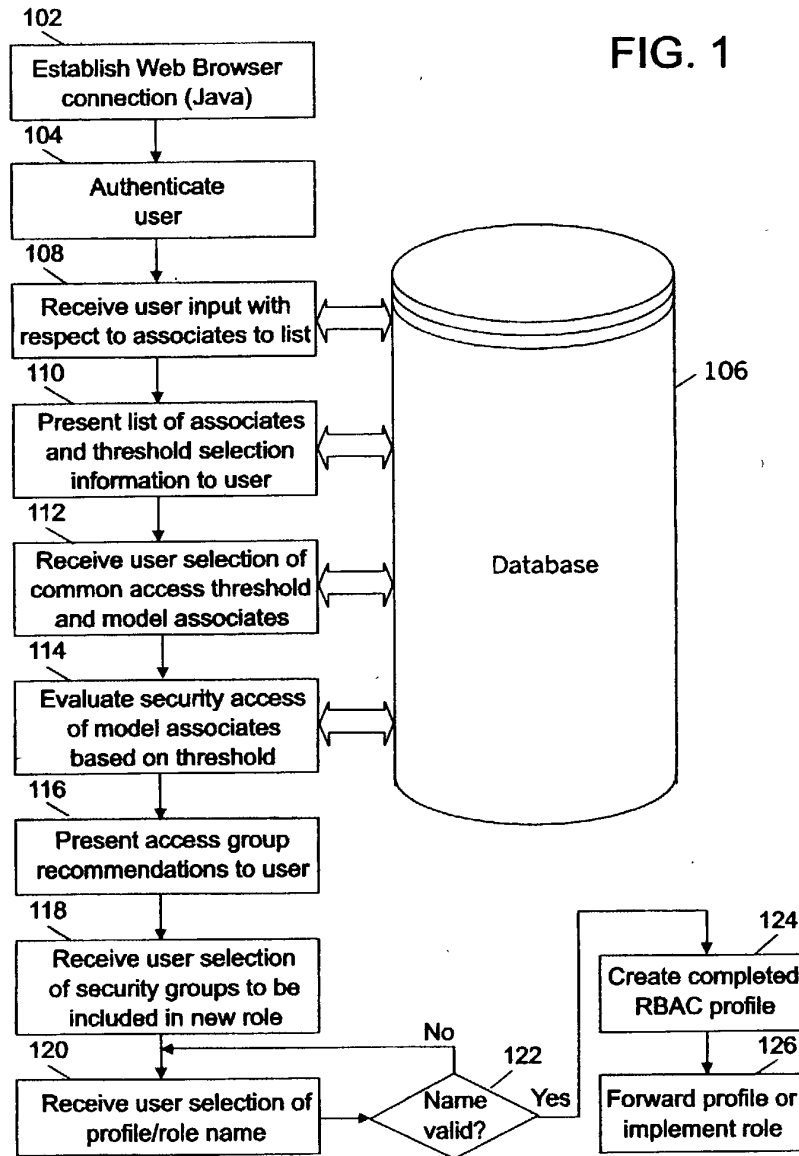 FIG. 1
102
Establish Web Browser
connection (Java)
104
Authenticate
user
108
Receive user input with
respect to associates to list
110
Present list of associates
and threshold selection
information to user
112
Receive user selection of
common access threshold
and model associates
114
Evaluate security access
of model associates
based on threshold
116
Present access group
recommendations to user
118
Receive user selection
of security groups to be
included in new role
120
Receive user selection of
profile/role name
No
122
Name
valid?
Yes
124
Create completed
RBAC profile
126
Forward profile or
implement role
106
Database